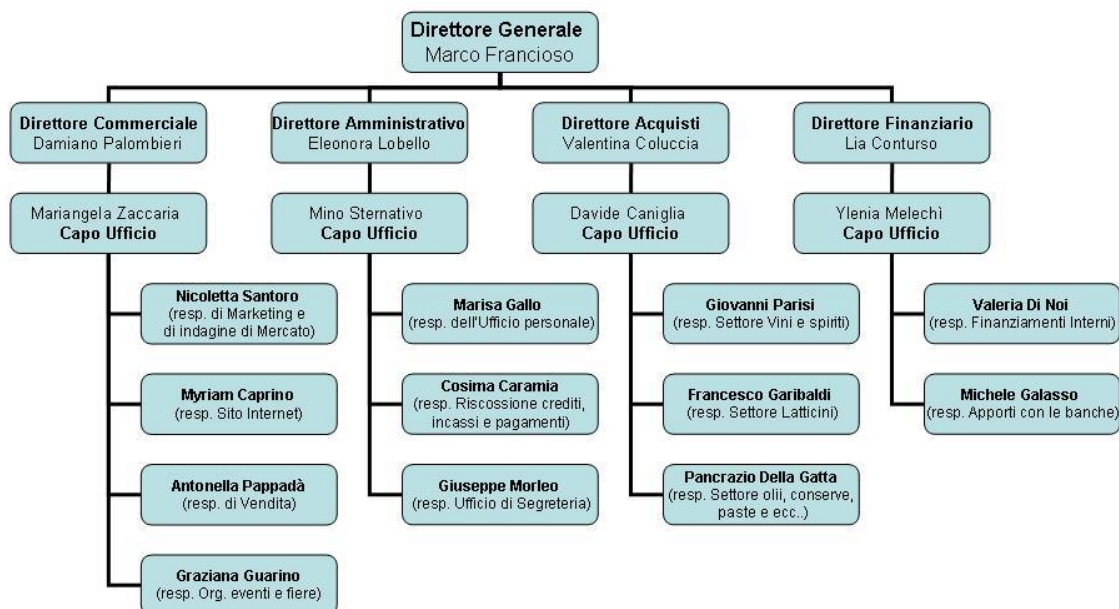 Direttore Generale
Marco Francioso
Direttore Commerciale
Damiano Palombieri
Direttore Amministrativo
Eleonora Lobello
Direttore Acquisti
Valentina Coluccia
Direttore Finanziario
Lia Conturso
Mariangela Zaccaria
Capo Ufficio
Mino Sternativo
Capo Ufficio
Davide Caniglia
Capo Ufficio
Ylenia Melechì
Capo Ufficio
Nicoletta Santoro
(resp. di Marketing e
di indagine di Mercato)
Marisa Gallo
(resp. dell'Ufficio personale)
Giovanni Parisi
(resp. Settore Vini e spiriti)
Valeria Di Noi
(resp. Finanziamenti Interni)
Myriam Caprino
(resp. Sito Internet)
Cosima Caramia
(resp. Riscossione crediti,
incassi e pagamenti)
Francesco Garibaldi
(resp. Settore Latticini)
Michele Galasso
(resp. Apporti con le banche)
Antonella Pappadà
(resp. di Vendita)
Giuseppe Morleo
(resp. Ufficio di Segreteria)
Pancrazio Della Gatta
(resp. Settore olii, conserve,
paste e ecc..)
Graziana Guarino
(resp. Org. eventi e fiere)